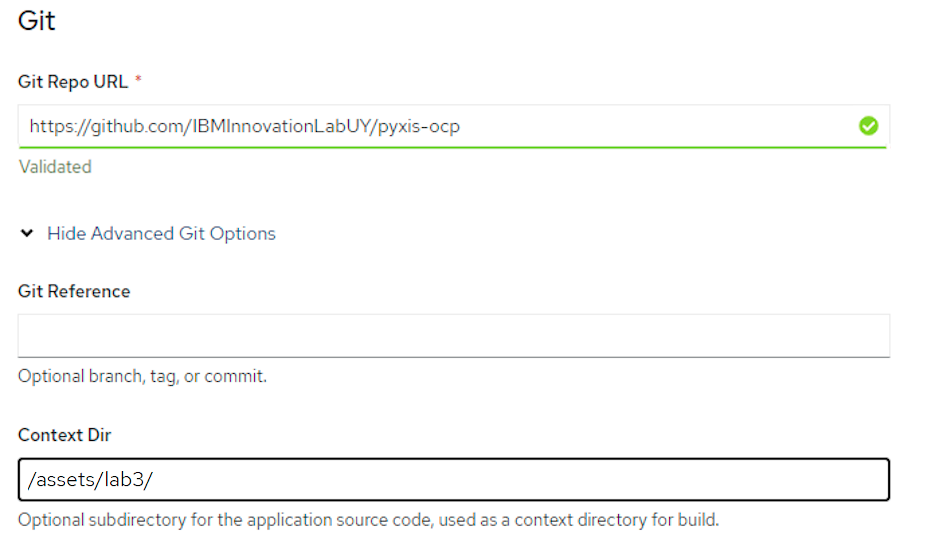 Git
Git Repo URL *
https://github.com/IBMInnovationLabUY/pyxis-ocp
Validated
Hide Advanced Git Options
Git Reference
Optional branch, tag, or commit.
Context Dir
/assets/lab3/
Optional subdirectory for the application source code, used as a context directory for build.